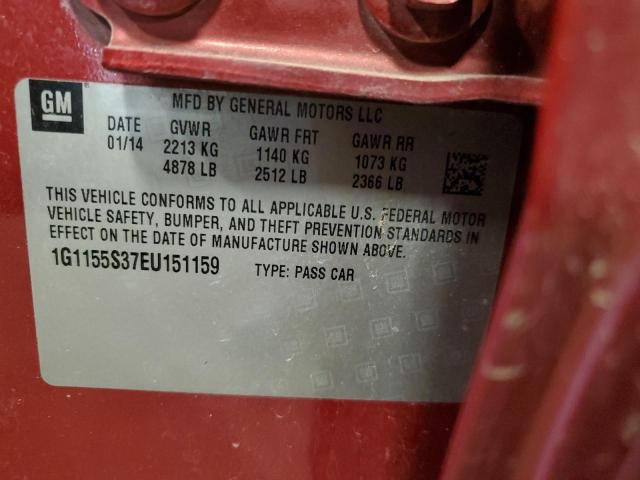 GM
MFD BY GENERAL MOTORS LLC
DATE GVWR GAWR FRT GAWR RR
01/14 2213 KG 1140 KG 1073 KG
4878 LB 2512 LB 2366 LB
THIS VEHICLE CONFORMS TO ALL APPLICABLE U.S. FEDERAL MOTOR
VEHICLE SAFETY, BUMPER, AND THEFT PREVENTION STANDARDS IN
EFFECT ON THE DATE OF MANUFACTURE SHOWN ABOVE.
1G1155S37EU151159 TYPE: PASS CAR